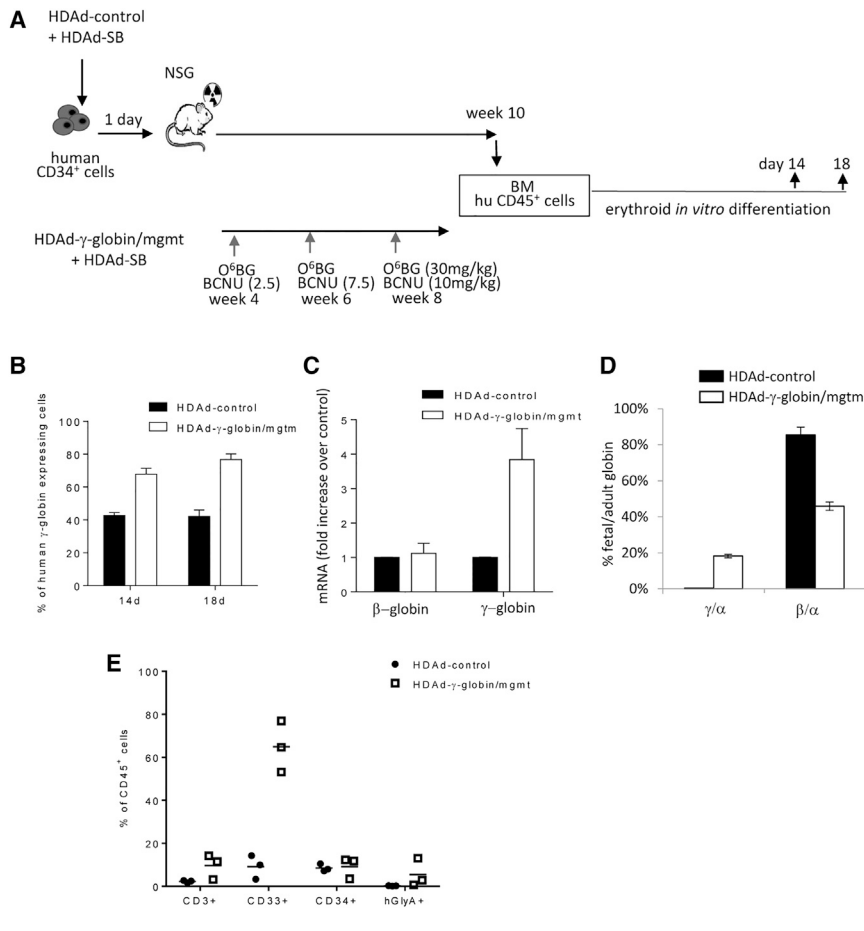 A
HDAd-control
+ HDAd-SB
NSG
1 day
week 10
human
CD34⁺ cells
BM
hu CD45⁺ cells
day 14
18
erythroid in vitro differentiation
HDAd-γ-globin/mgmt
+ HDAd-SB
O⁶BG
BCNU (2.5)
week 4
O⁶BG
BCNU (7.5)
week 6
O⁶BG (30mg/kg)
BCNU (10mg/kg)
week 8
B
HDAd-control
HDAd-γ-globin/mgtm
% of human γ-globin expressing cells
100
80
60
40
20
0
14d
18d
C
HDAd-control
HDAd-γ-globin/mgmt
mRNA (fold increase over control)
5
4
3
2
1
0
β–globin
γ–globin
D
HDAd-control
HDAd-γ-globin/mgtm
% fetal/adult globin
100%
80%
60%
40%
20%
0%
γ/α
β/α
E
HDAd-control
HDAd-γ-globin/mgmt
% of CD45⁺ cells
100
80
60
40
20
0
CD3+
CD33+
CD34+
hGlyA+